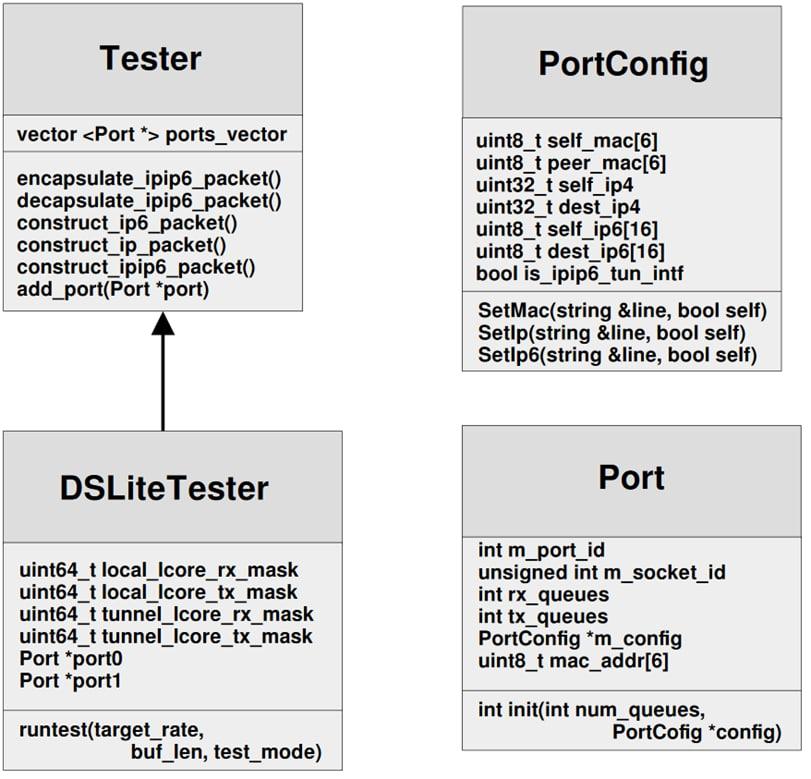 Tester
vector <Port *> ports_vector
encapsulate_ipip6_packet()
decapsulate_ipip6_packet()
construct_ip6_packet()
construct_ip_packet()
construct_ipip6_packet()
add_port(Port *port)
PortConfig
uint8_t self_mac[6]
uint8_t peer_mac[6]
uint32_t self_ip4
uint32_t dest_ip4
uint8_t self_ip6[16]
uint8_t dest_ip6[16]
bool is_ipip6_tun_intf
SetMac(string &line, bool self)
SetIp(string &line, bool self)
SetIp6(string &line, bool self)
DSLiteTester
uint64_t local_lcore_rx_mask
uint64_t local_lcore_tx_mask
uint64_t tunnel_lcore_rx_mask
uint64_t tunnel_lcore_tx_mask
Port *port0
Port *port1
runtest(target_rate,
buf_len, test_mode)
Port
int m_port_id
unsigned int m_socket_id
int rx_queues
int tx_queues
PortConfig *m_config
uint8_t mac_addr[6]
int init(int num_queues,
PortCofig *config)